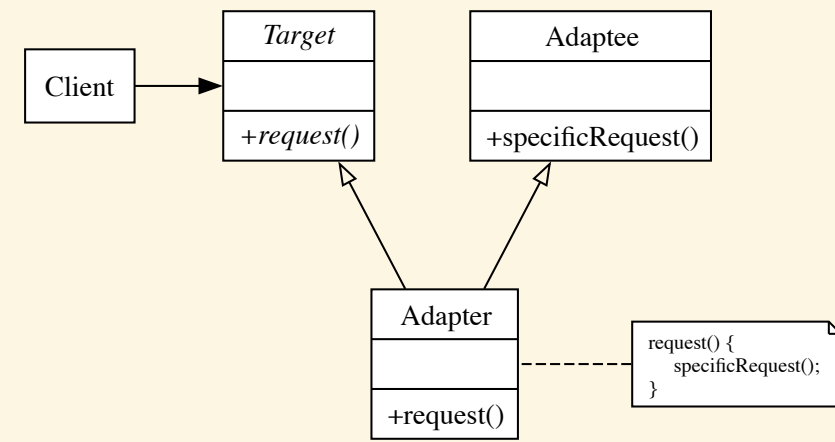 Client
Target
+request()
Adaptee
+specificRequest()
Adapter
+request()
request() {
specificRequest();
}